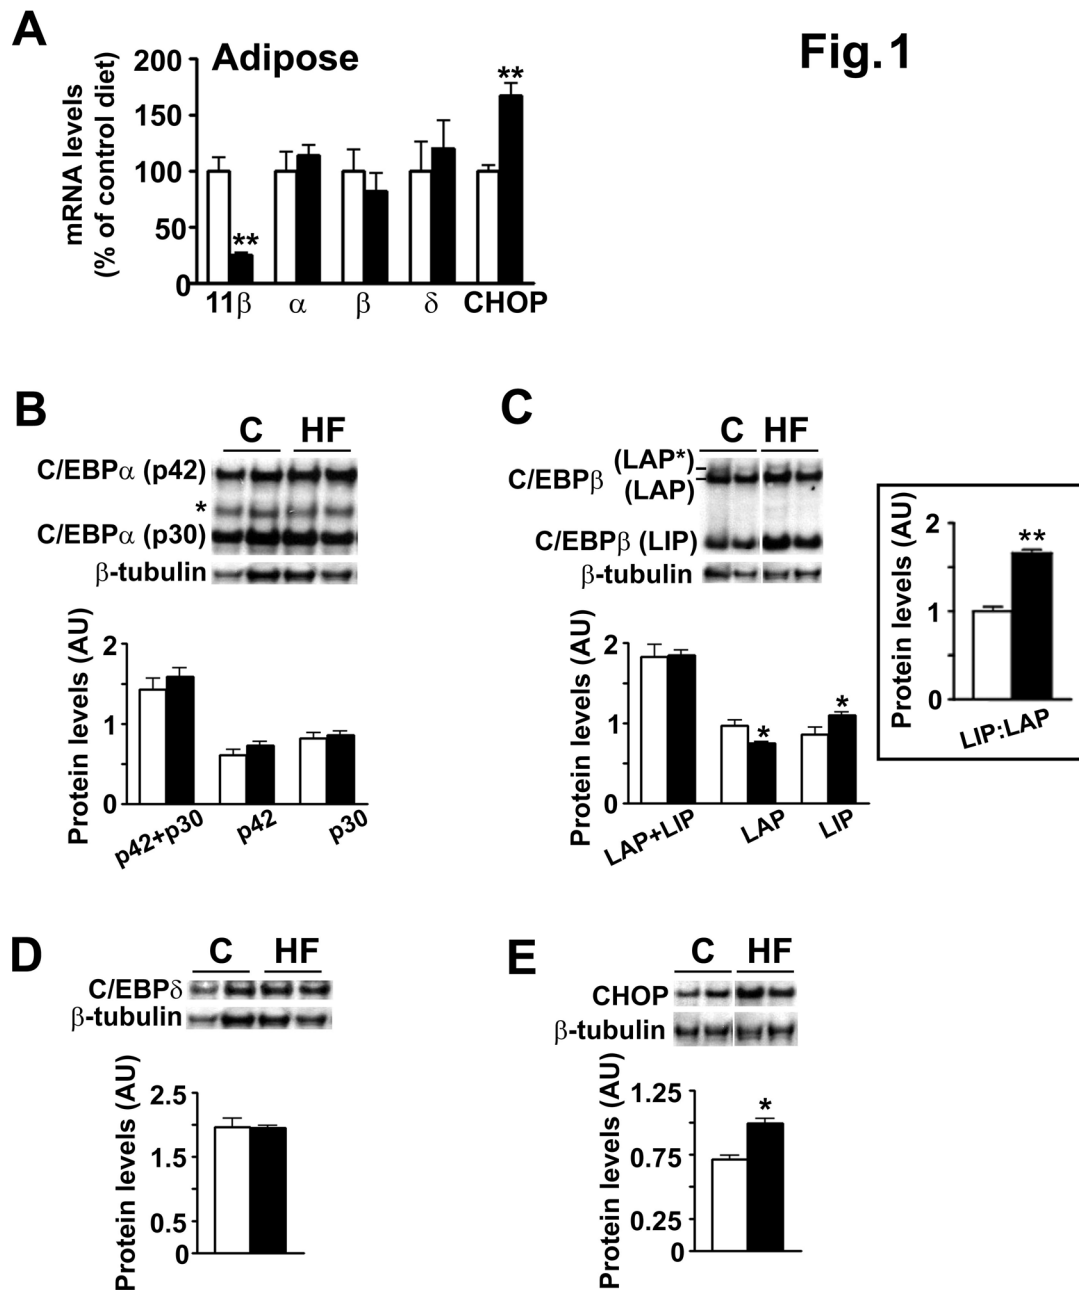 A
Fig.1
Adipose
mRNA levels
(% of control diet)
200
150
100
50
0
**
**
11β
α
β
δ
CHOP
B
C
HF
C/EBPα (p42)
*
C/EBPα (p30)
β-tubulin
Protein levels (AU)
2
1
0
p42+p30
p42
p30
C
C
HF
C/EBPβ
(LAP*)
(LAP)
C/EBPβ (LIP)
β-tubulin
Protein levels (AU)
2
1
0
*
*
LAP+LIP
LAP
LIP
Protein levels (AU)
2
1
0
**
LIP:LAP
D
C
HF
C/EBPδ
β-tubulin
Protein levels (AU)
2.5
1.5
0.5
0
E
C
HF
CHOP
β-tubulin
Protein levels (AU)
1.25
0.75
0.25
0
*